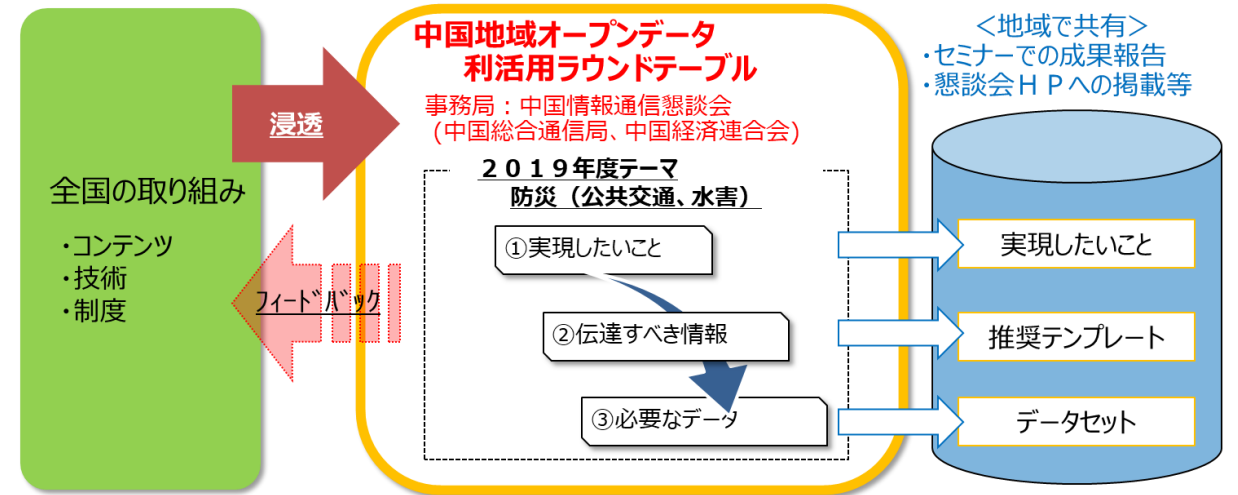 全国の取り組み
・コンテンツ
・技術
・制度
浸透
ﾌｨｰﾄﾞﾊﾞｯｸ
中国地域オープンデータ
利活用ラウンドテーブル
事務局：中国情報通信懇談会
(中国総合通信局、中国経済連合会)
２０１９年度テーマ
防災（公共交通、水害）
①実現したいこと
②伝達すべき情報
③必要なデータ
＜地域で共有＞
・セミナーでの成果報告
・懇談会ＨＰへの掲載等
実現したいこと
推奨テンプレート
データセット